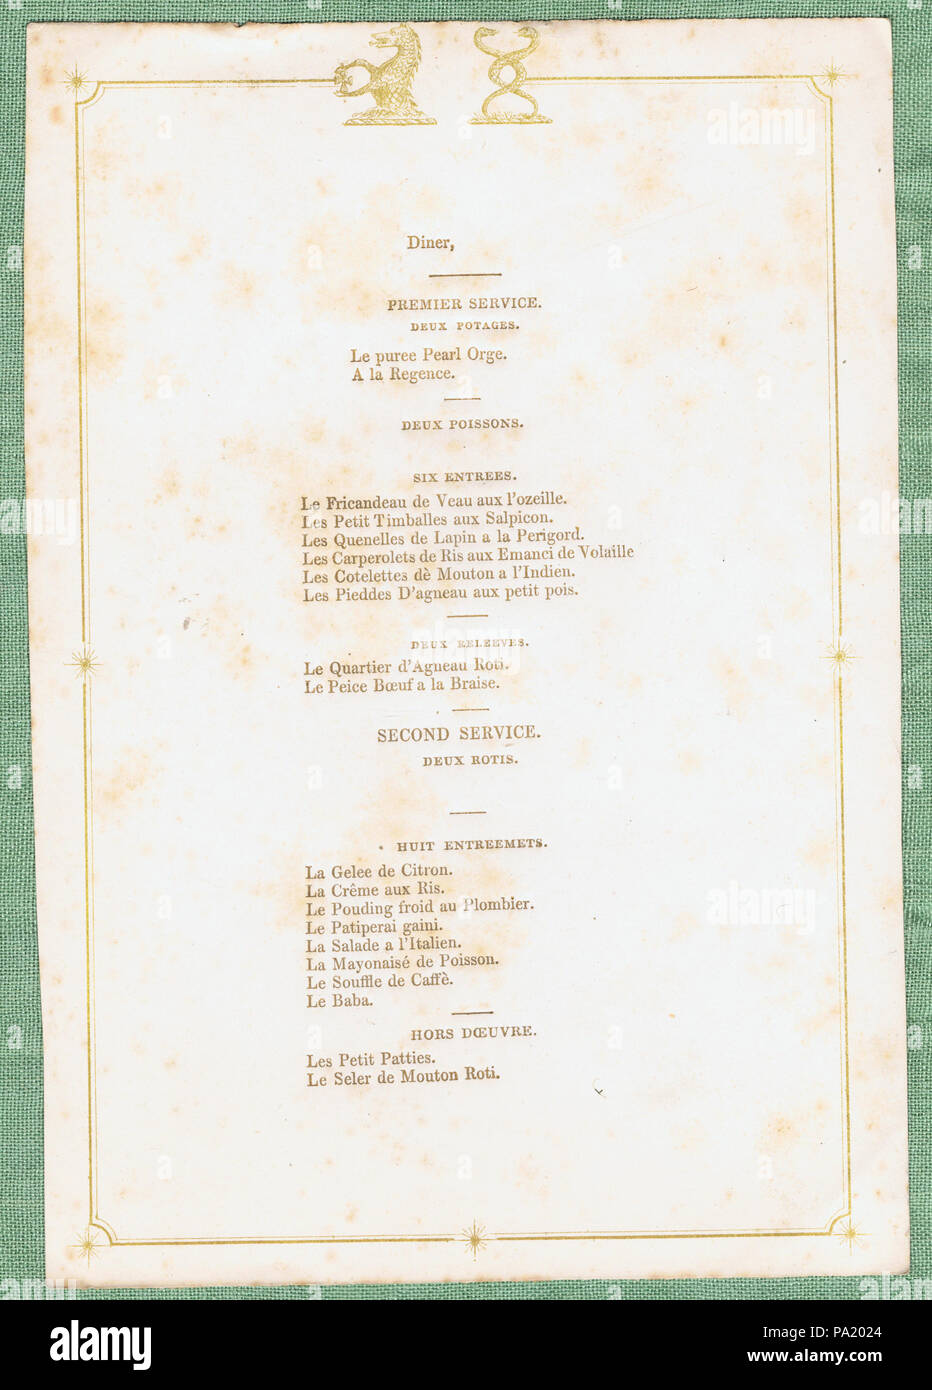 Diner,
PREMIER SERVICE.
DEUX POTAGES.
Le puree Pearl Orge.
A la Regence.
DEUX POISSONS.
SIX ENTREES.
Le Fricandeau de Veau aux l'ozeille.
Les Petit Timballes aux Salpicon.
Les Quenelles de Lapin a la Perigord.
Les Carperolets de Ris aux Emanci de Volaille
Les Cotelettes dè Mouton a l'Indien.
Les Pieddes D'agneau aux petit pois.
DEUX RELEEVES.
Le Quartier d'Agneau Roti.
Le Peice Bœuf a la Braise.
SECOND SERVICE.
DEUX ROTIS.
HUIT ENTREEMETS.
La Gelee de Citron.
La Crême aux Ris.
Le Pouding froid au Plombier.
Le Patiperai gaini.
La Salade a l'Italien.
La Mayonaisé de Poisson.
Le Souffle de Caffè.
Le Baba.
HORS DŒUVRE.
Les Petit Patties.
Le Seler de Mouton Roti.
alamy
Image ID: PA2024
www.alamy.com